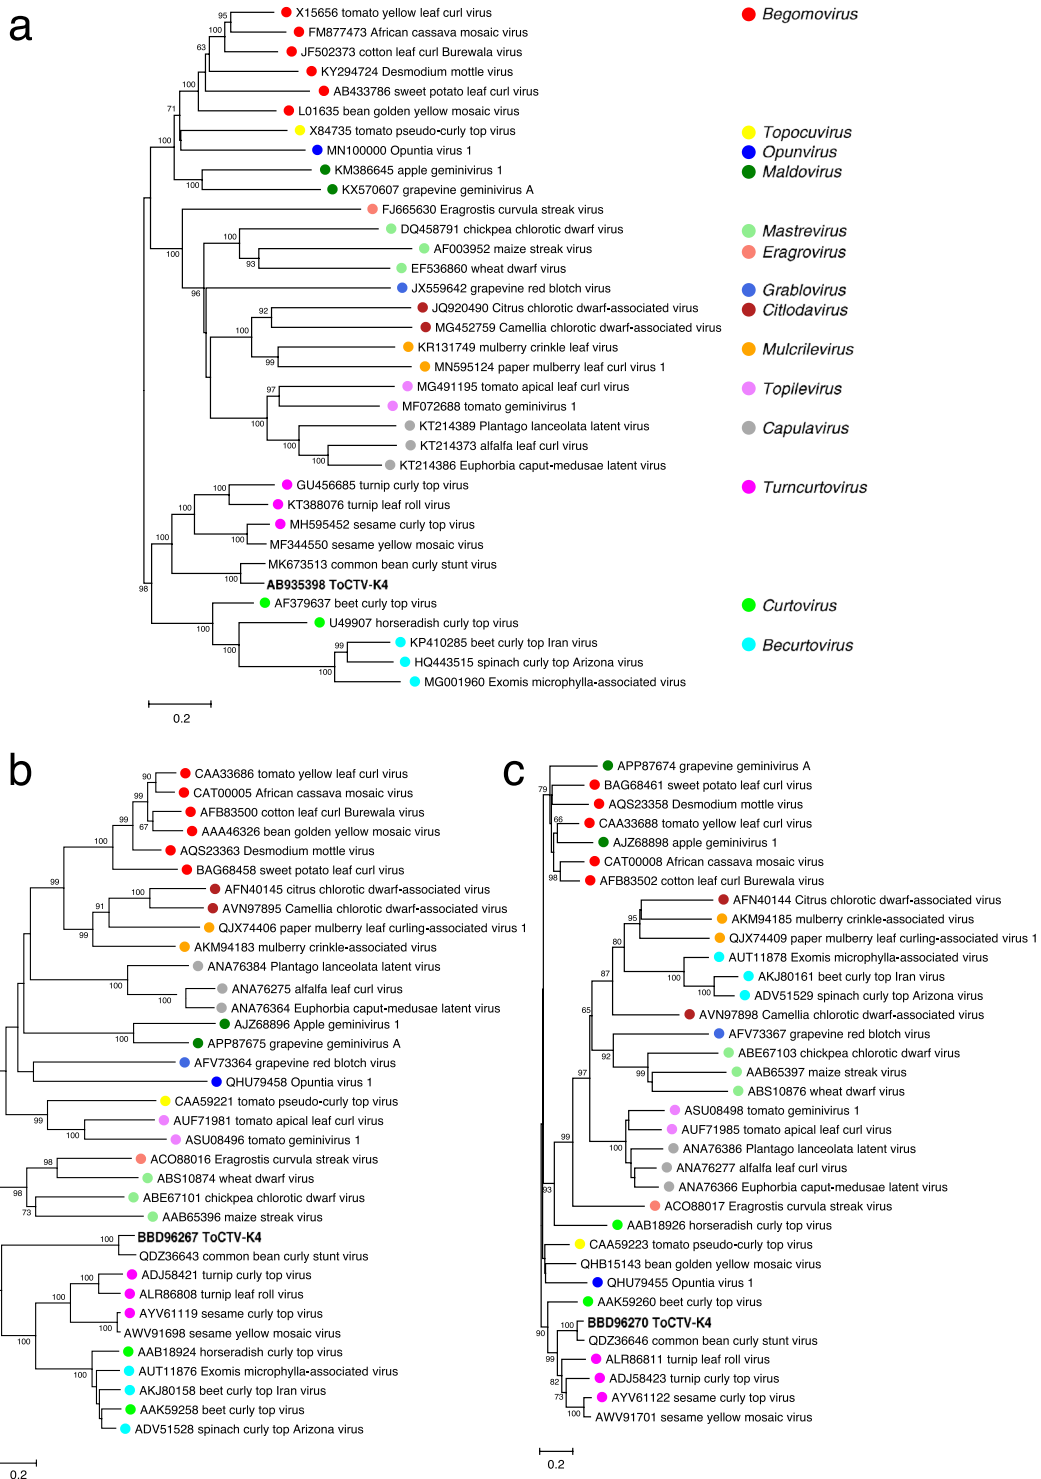 a
X15656 tomato yellow leaf curl virus
FM877473 African cassava mosaic virus
JF502373 cotton leaf curl Burewala virus
KY294724 Desmodium mottle virus
AB433786 sweet potato leaf curl virus
L01635 bean golden yellow mosaic virus
X84735 tomato pseudo-curly top virus
MN100000 Opuntia virus 1
KM386645 apple geminivirus 1
KX570607 grapevine geminivirus A
FJ665630 Eragrostis curvula streak virus
DQ458791 chickpea chlorotic dwarf virus
AF003952 maize streak virus
EF536860 wheat dwarf virus
JX559642 grapevine red blotch virus
JQ920490 Citrus chlorotic dwarf-associated virus
MG452759 Camellia chlorotic dwarf-associated virus
KR131749 mulberry crinkle leaf virus
MN595124 paper mulberry leaf curl virus 1
MG491195 tomato apical leaf curl virus
MF072688 tomato geminivirus 1
KT214389 Plantago lanceolata latent virus
KT214373 alfalfa leaf curl virus
KT214386 Euphorbia caput-medusae latent virus
GU456685 turnip curly top virus
KT388076 turnip leaf roll virus
MH595452 sesame curly top virus
MF344550 sesame yellow mosaic virus
MK673513 common bean curly stunt virus
AB935398 ToCTV-K4
AF379637 beet curly top virus
U49907 horseradish curly top virus
KP410285 beet curly top Iran virus
HQ443515 spinach curly top Arizona virus
MG001960 Exomis microphylla-associated virus
95
100
63
100
71
100
100
100
100
93
96
92
100
99
97
100
100
100
100
100
100
100
100
98
100
100
99
100
0.2
Begomovirus
Topocuvirus
Opunvirus
Maldovirus
Mastrevirus
Eragrovirus
Grablovirus
Citlodavirus
Mulcrilevirus
Topilevirus
Capulavirus
Turncurtovirus
Curtovirus
Becurtovirus
b
CAA33686 tomato yellow leaf curl virus
CAT00005 African cassava mosaic virus
AFB83500 cotton leaf curl Burewala virus
AAA46326 bean golden yellow mosaic virus
AQS23363 Desmodium mottle virus
BAG68458 sweet potato leaf curl virus
AFN40145 citrus chlorotic dwarf-associated virus
AVN97895 Camellia chlorotic dwarf-associated virus
QJX74406 paper mulberry leaf curling-associated virus 1
AKM94183 mulberry crinkle-associated virus
ANA76384 Plantago lanceolata latent virus
ANA76275 alfalfa leaf curl virus
ANA76364 Euphorbia caput-medusae latent virus
AJZ68896 Apple geminivirus 1
APP87675 grapevine geminivirus A
AFV73364 grapevine red blotch virus
QHU79458 Opuntia virus 1
CAA59221 tomato pseudo-curly top virus
AUF71981 tomato apical leaf curl virus
ASU08496 tomato geminivirus 1
ACO88016 Eragrostis curvula streak virus
ABS10874 wheat dwarf virus
ABE67101 chickpea chlorotic dwarf virus
AAB65396 maize streak virus
BBD96267 ToCTV-K4
QDZ36643 common bean curly stunt virus
ADJ58421 turnip curly top virus
ALR86808 turnip leaf roll virus
AYV61119 sesame curly top virus
AWV91698 sesame yellow mosaic virus
AAB18924 horseradish curly top virus
AUT11876 Exomis microphylla-associated virus
AKJ80158 beet curly top Iran virus
AAK59258 beet curly top virus
ADV51528 spinach curly top Arizona virus
90
99
99
67
100
99
100
91
99
100
100
99
100
98
98
73
100
100
100
100
100
100
0.2
c
APP87674 grapevine geminivirus A
BAG68461 sweet potato leaf curl virus
AQS23358 Desmodium mottle virus
CAA33688 tomato yellow leaf curl virus
AJZ68898 apple geminivirus 1
CAT00008 African cassava mosaic virus
AFB83502 cotton leaf curl Burewala virus
AFN40144 Citrus chlorotic dwarf-associated virus
AKM94185 mulberry crinkle-associated virus
QJX74409 paper mulberry leaf curling-associated virus 1
AUT11878 Exomis microphylla-associated virus
AKJ80161 beet curly top Iran virus
ADV51529 spinach curly top Arizona virus
AVN97898 Camellia chlorotic dwarf-associated virus
AFV73367 grapevine red blotch virus
ABE67103 chickpea chlorotic dwarf virus
AAB65397 maize streak virus
ABS10876 wheat dwarf virus
ASU08498 tomato geminivirus 1
AUF71985 tomato apical leaf curl virus
ANA76386 Plantago lanceolata latent virus
ANA76277 alfalfa leaf curl virus
ANA76366 Euphorbia caput-medusae latent virus
ACO88017 Eragrostis curvula streak virus
AAB18926 horseradish curly top virus
CAA59223 tomato pseudo-curly top virus
QHB15143 bean golden yellow mosaic virus
QHU79455 Opuntia virus 1
AAK59260 beet curly top virus
BBD96270 ToCTV-K4
QDZ36646 common bean curly stunt virus
ALR86811 turnip leaf roll virus
ADJ58423 turnip curly top virus
AYV61122 sesame curly top virus
AWV91701 sesame yellow mosaic virus
79
66
98
95
80
87
100
100
65
92
99
97
99
100
93
90
100
99
82
73
100
0.2